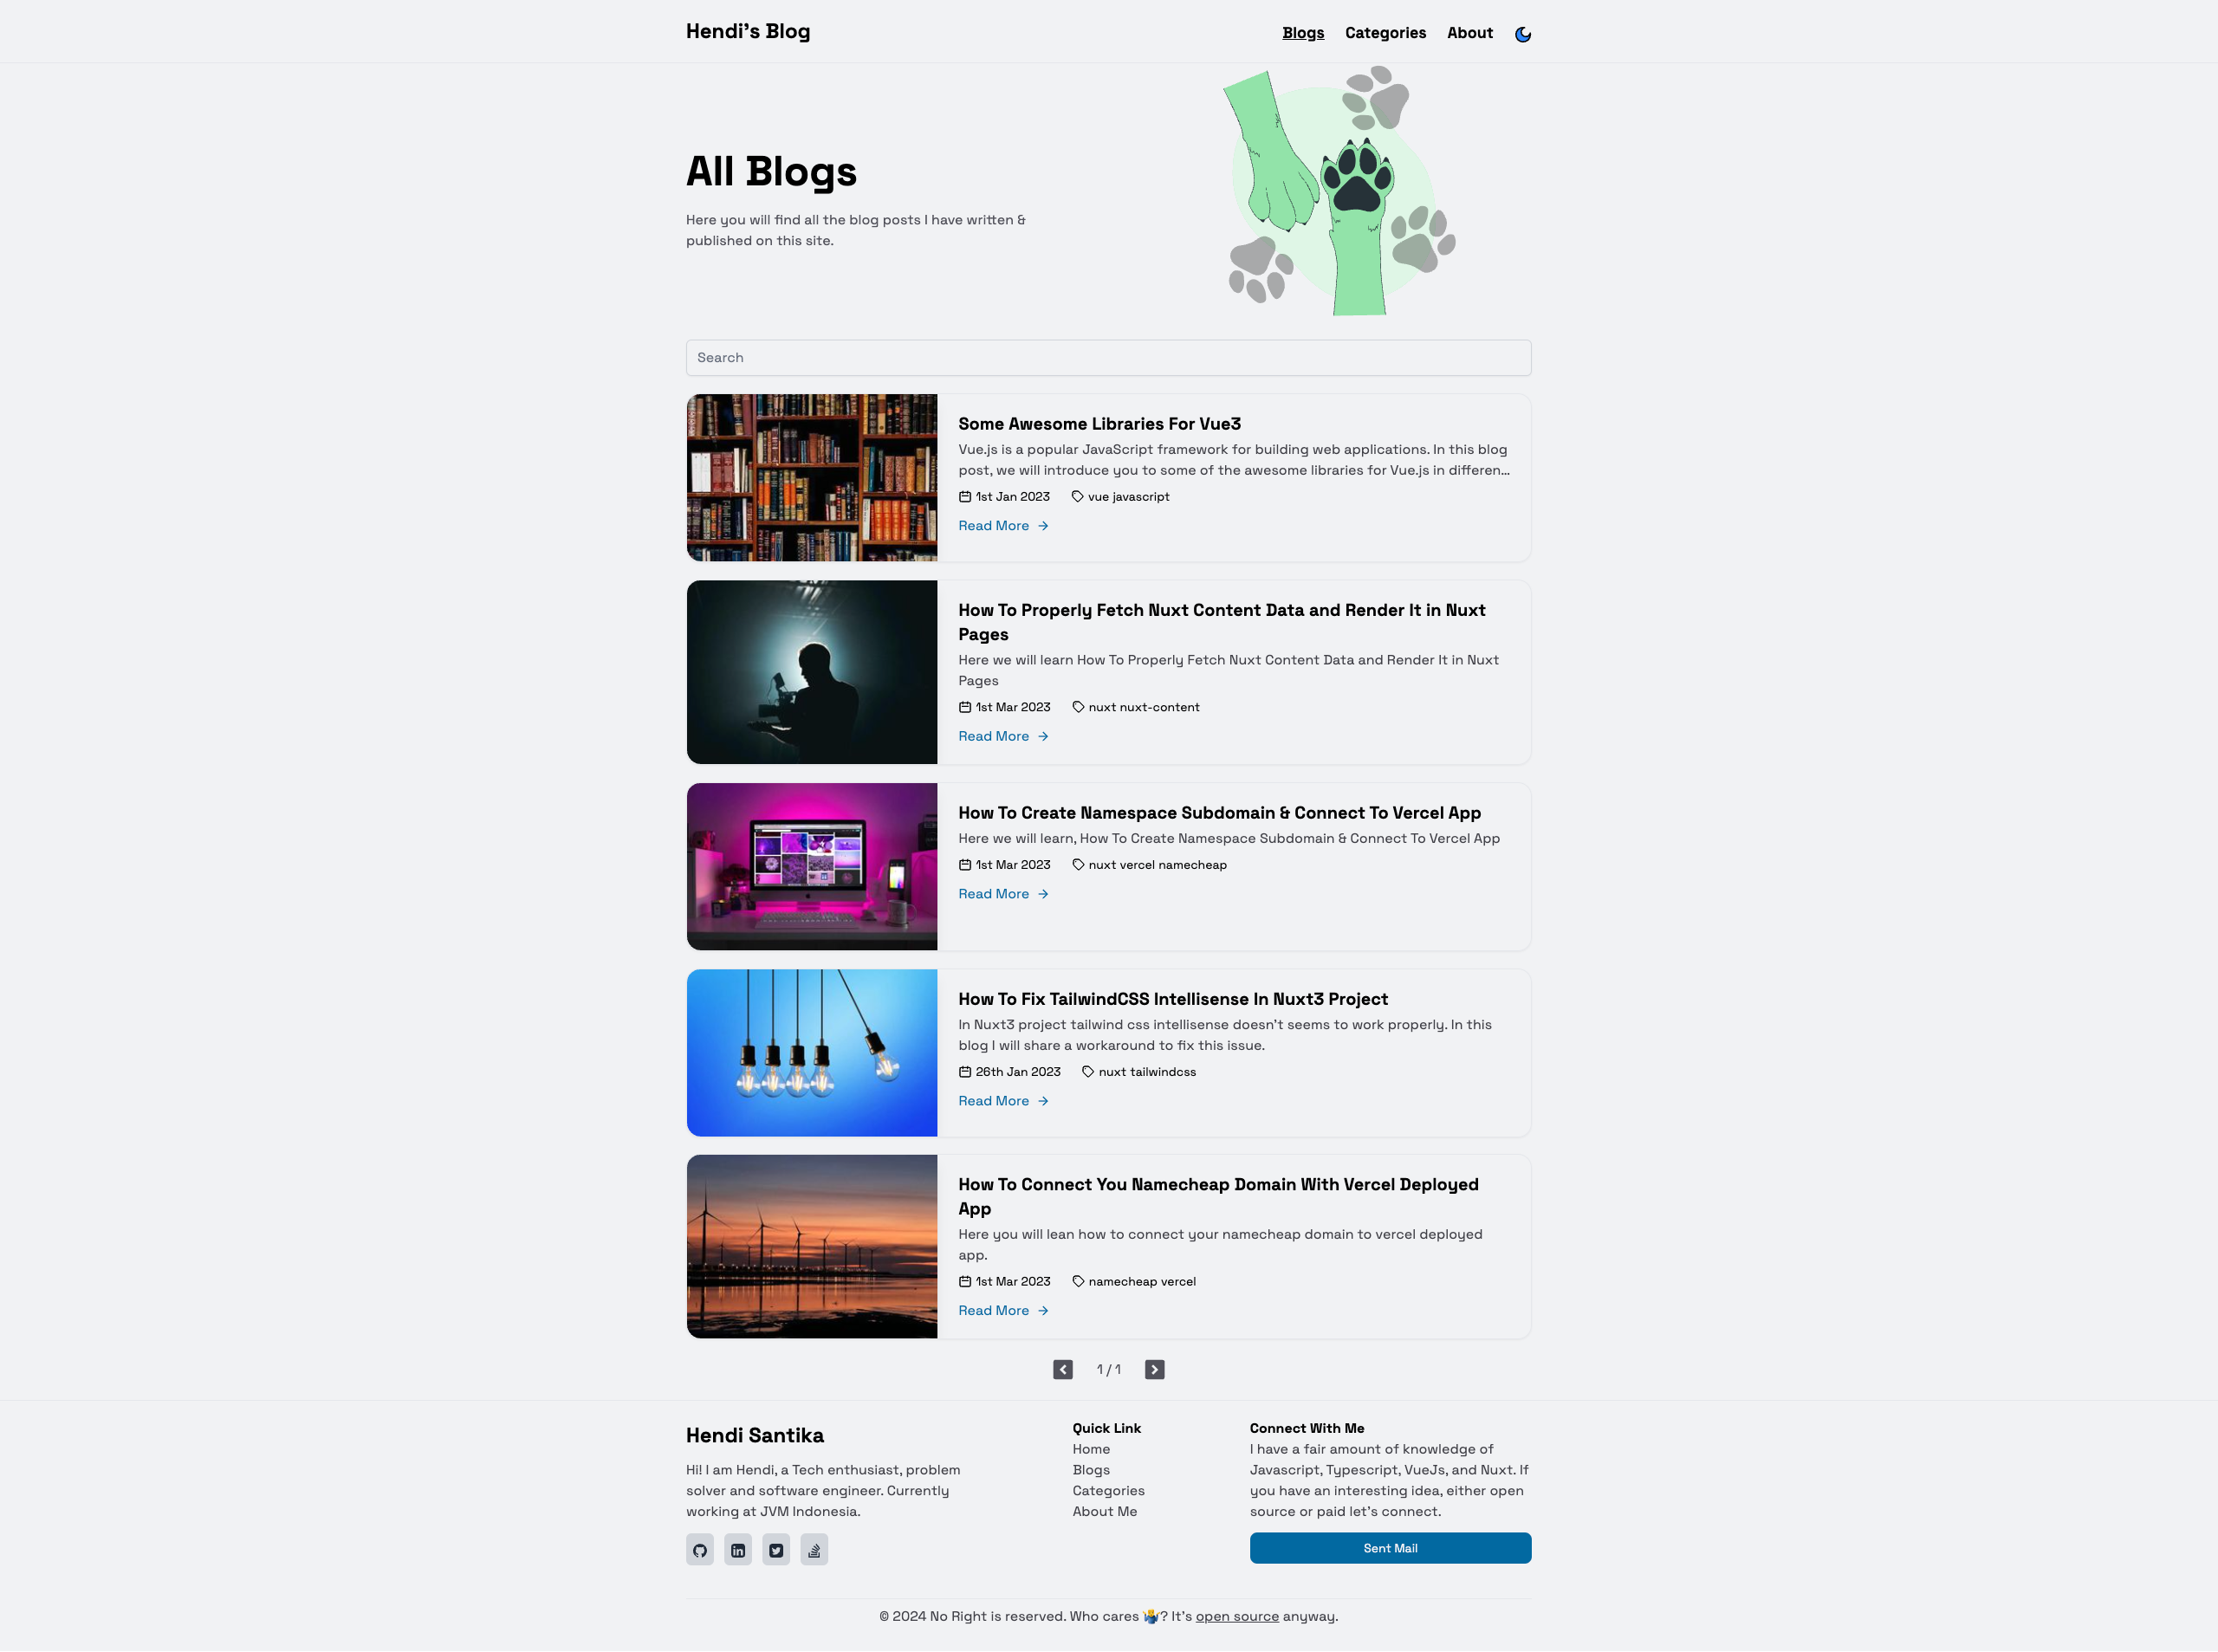 Hendi's Blog
Blogs
Categories
About
All Blogs
Here you will find all the blog posts I have written &
published on this site.
Search
Some Awesome Libraries For Vue3
Vue.js is a popular JavaScript framework for building web applications. In this blog
post, we will introduce you to some of the awesome libraries for Vue.js in differen...
1st Jan 2023
vue javascript
Read More
How To Properly Fetch Nuxt Content Data and Render It in Nuxt
Pages
Here we will learn How To Properly Fetch Nuxt Content Data and Render It in Nuxt
Pages
1st Mar 2023
nuxt nuxt-content
Read More
How To Create Namespace Subdomain & Connect To Vercel App
Here we will learn, How To Create Namespace Subdomain & Connect To Vercel App
1st Mar 2023
nuxt vercel namecheap
Read More
How To Fix TailwindCSS Intellisense In Nuxt3 Project
In Nuxt3 project tailwind css intellisense doesn't seems to work properly. In this
blog I will share a workaround to fix this issue.
26th Jan 2023
nuxt tailwindcss
Read More
How To Connect You Namecheap Domain With Vercel Deployed
App
Here you will lean how to connect your namecheap domain to vercel deployed
app.
1st Mar 2023
namecheap vercel
Read More
1 / 1
Hendi Santika
Hi! I am Hendi, a Tech enthusiast, problem
solver and software engineer. Currently
working at JVM Indonesia.
Quick Link
Home
Blogs
Categories
About Me
Connect With Me
I have a fair amount of knowledge of
Javascript, Typescript, VueJs, and Nuxt. If
you have an interesting idea, either open
source or paid let's connect.
Sent Mail
© 2024 No Right is reserved. Who cares 🤷? It's open source anyway.